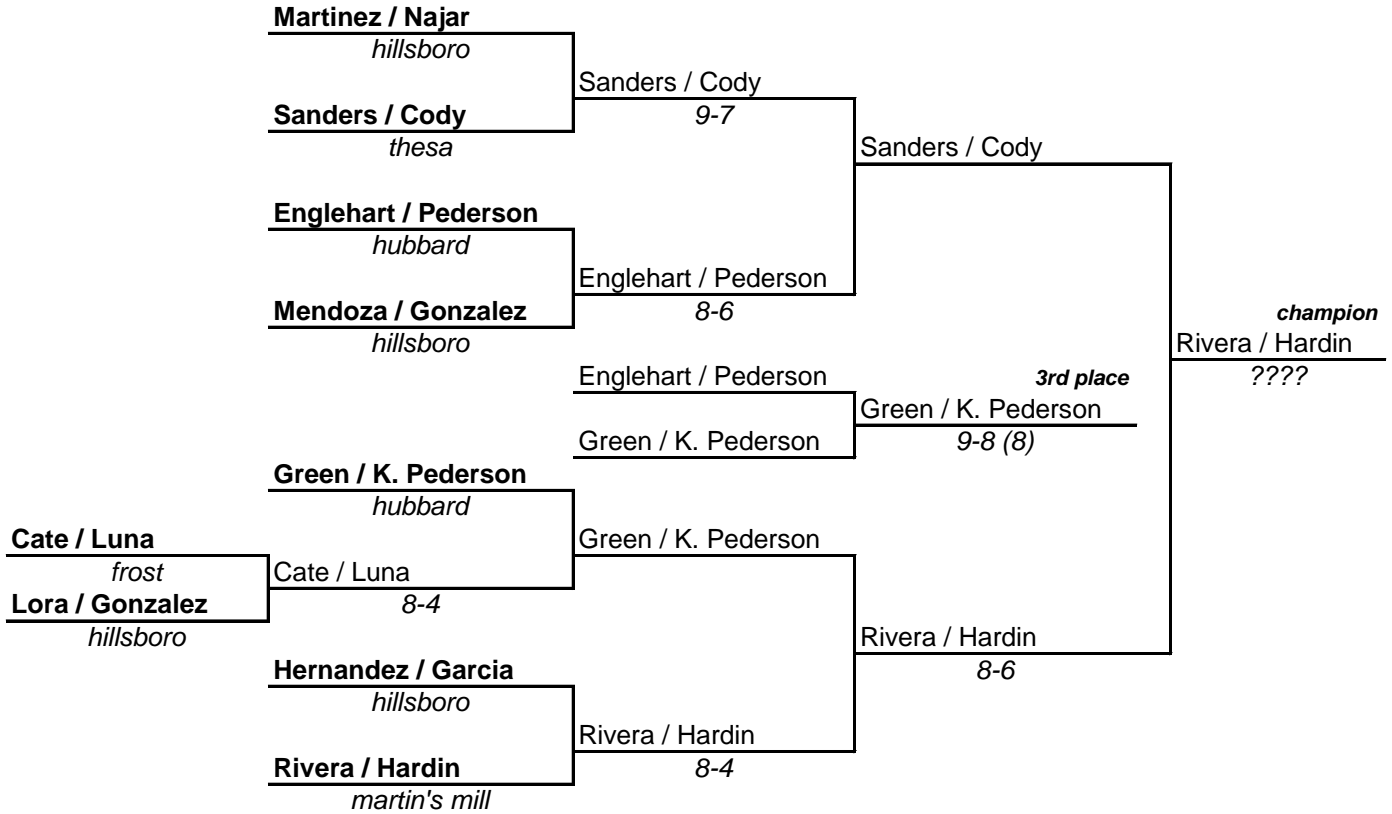 Martinez / Najar
hillsboro
Sanders / Cody
9-7
Sanders / Cody
thesa
Sanders / Cody
Englehart / Pederson
hubbard
Englehart / Pederson
8-6
Mendoza / Gonzalez
hillsboro
champion
Rivera / Hardin
????
Englehart / Pederson
3rd place
Green / K. Pederson
9-8 (8)
Green / K. Pederson
Green / K. Pederson
hubbard
Green / K. Pederson
Cate / Luna
frost
Cate / Luna
8-4
Lora / Gonzalez
hillsboro
Rivera / Hardin
8-6
Hernandez / Garcia
hillsboro
Rivera / Hardin
8-4
Rivera / Hardin
martin's mill